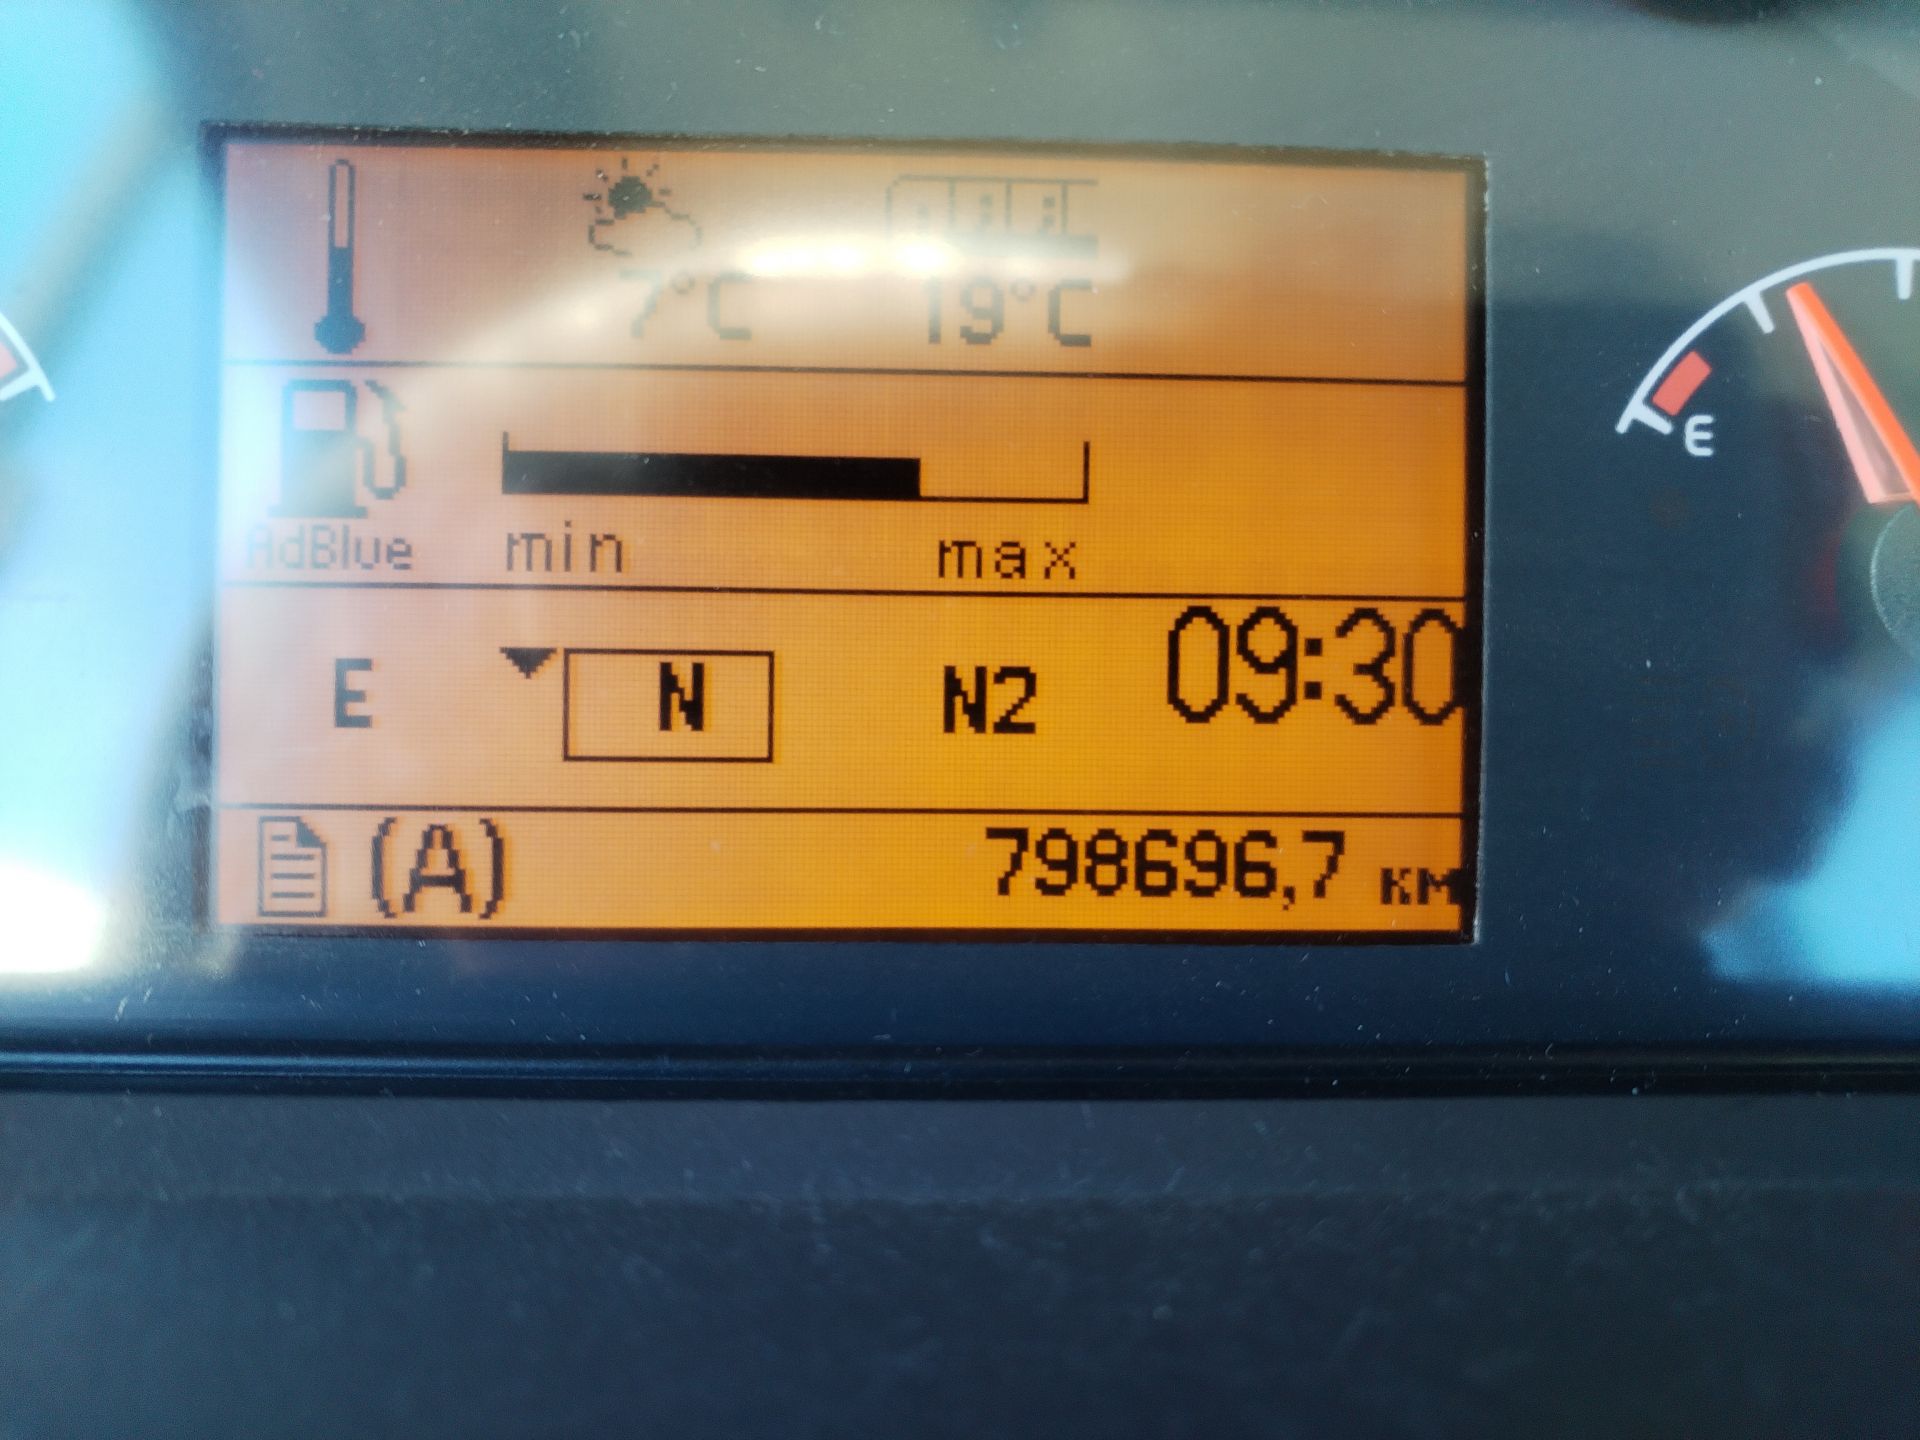 7°C 19°C
E
AdBlue min max
E N N2 09:30
(A) 798696,7 км